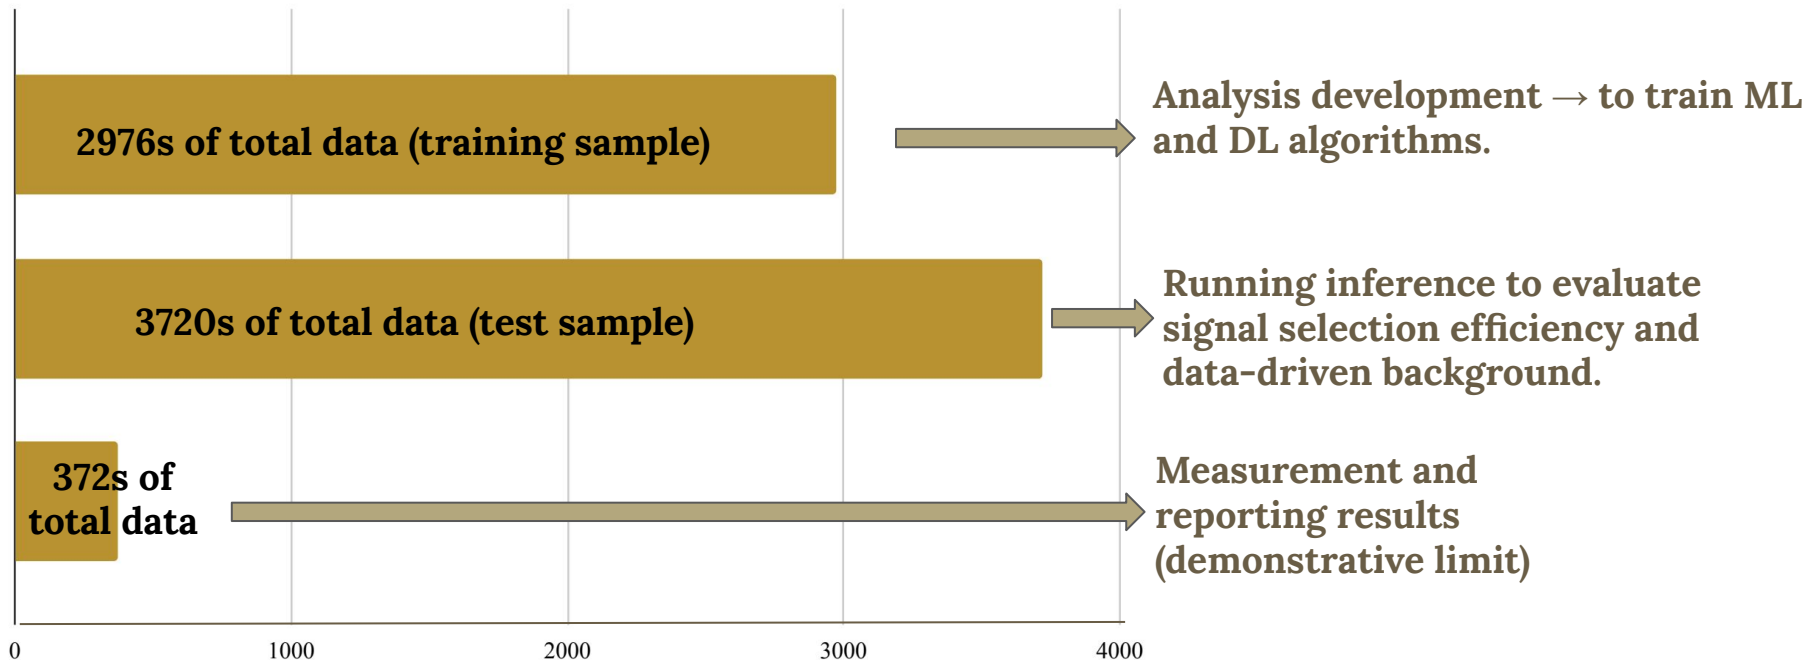 2976s of total data (training sample)
Analysis development → to train ML
and DL algorithms.
3720s of total data (test sample)
Running inference to evaluate
signal selection efficiency and
data-driven background.
372s of
total data
Measurement and
reporting results
(demonstrative limit)
0 1000 2000 3000 4000